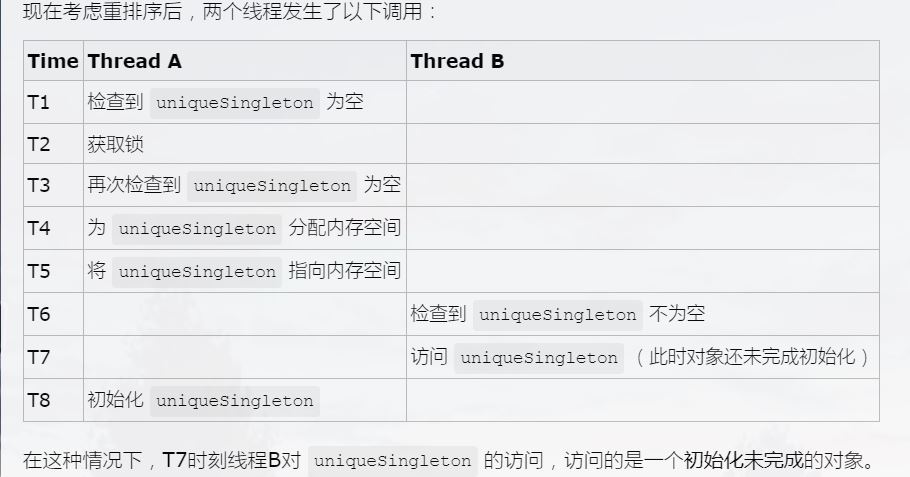 现在考虑重排序后，两个线程发生了以下调用：
Time Thread A Thread B
T1 检查到 uniqueSingleton 为空
T2 获取锁
T3 再次检查到 uniqueSingleton 为空
T4 为 uniqueSingleton 分配内存空间
T5 将 uniqueSingleton 指向内存空间
T6 检查到 uniqueSingleton 不为空
T7 访问 uniqueSingleton （此时对象还未完成初始化）
T8 初始化 uniqueSingleton
在这种情况下，T7时刻线程B对 uniqueSingleton 的访问，访问的是一个初始化未完成的对象。